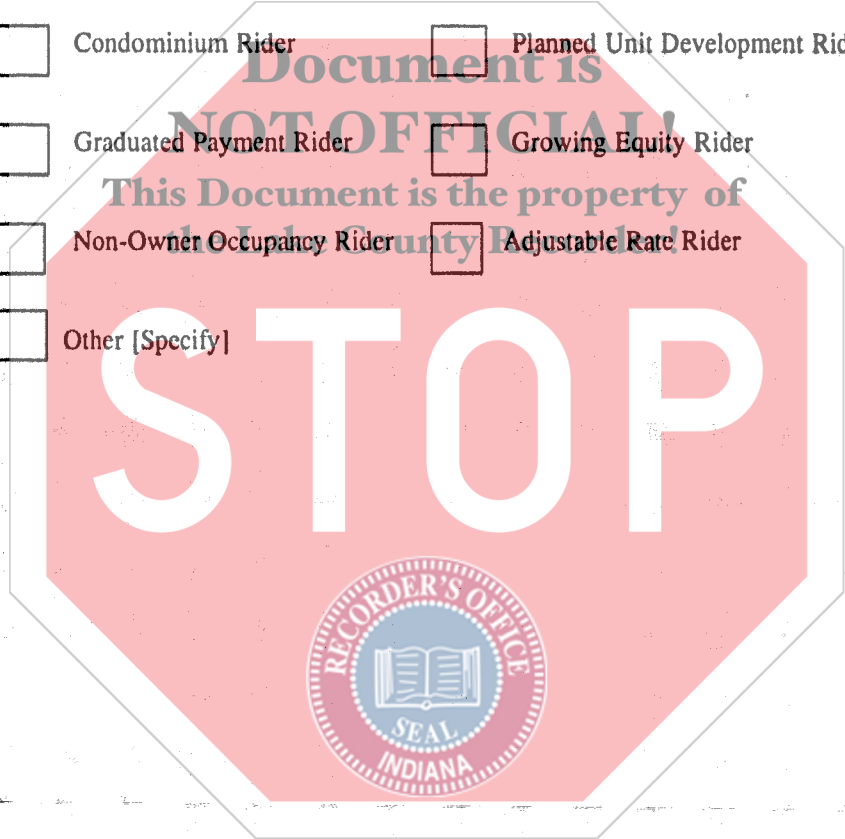 Condominium Rider Planned Unit Development Rid
Document is
NOT OFFICIAL!
Graduated Payment Rider Growing Equity Rider
This Document is the property of
the Lake County Recorder!
Non-Owner Occupancy Rider Adjustable Rate Rider
Other [Specify]
STOP
RECORDER'S OFFICE
SEAL
INDIANA